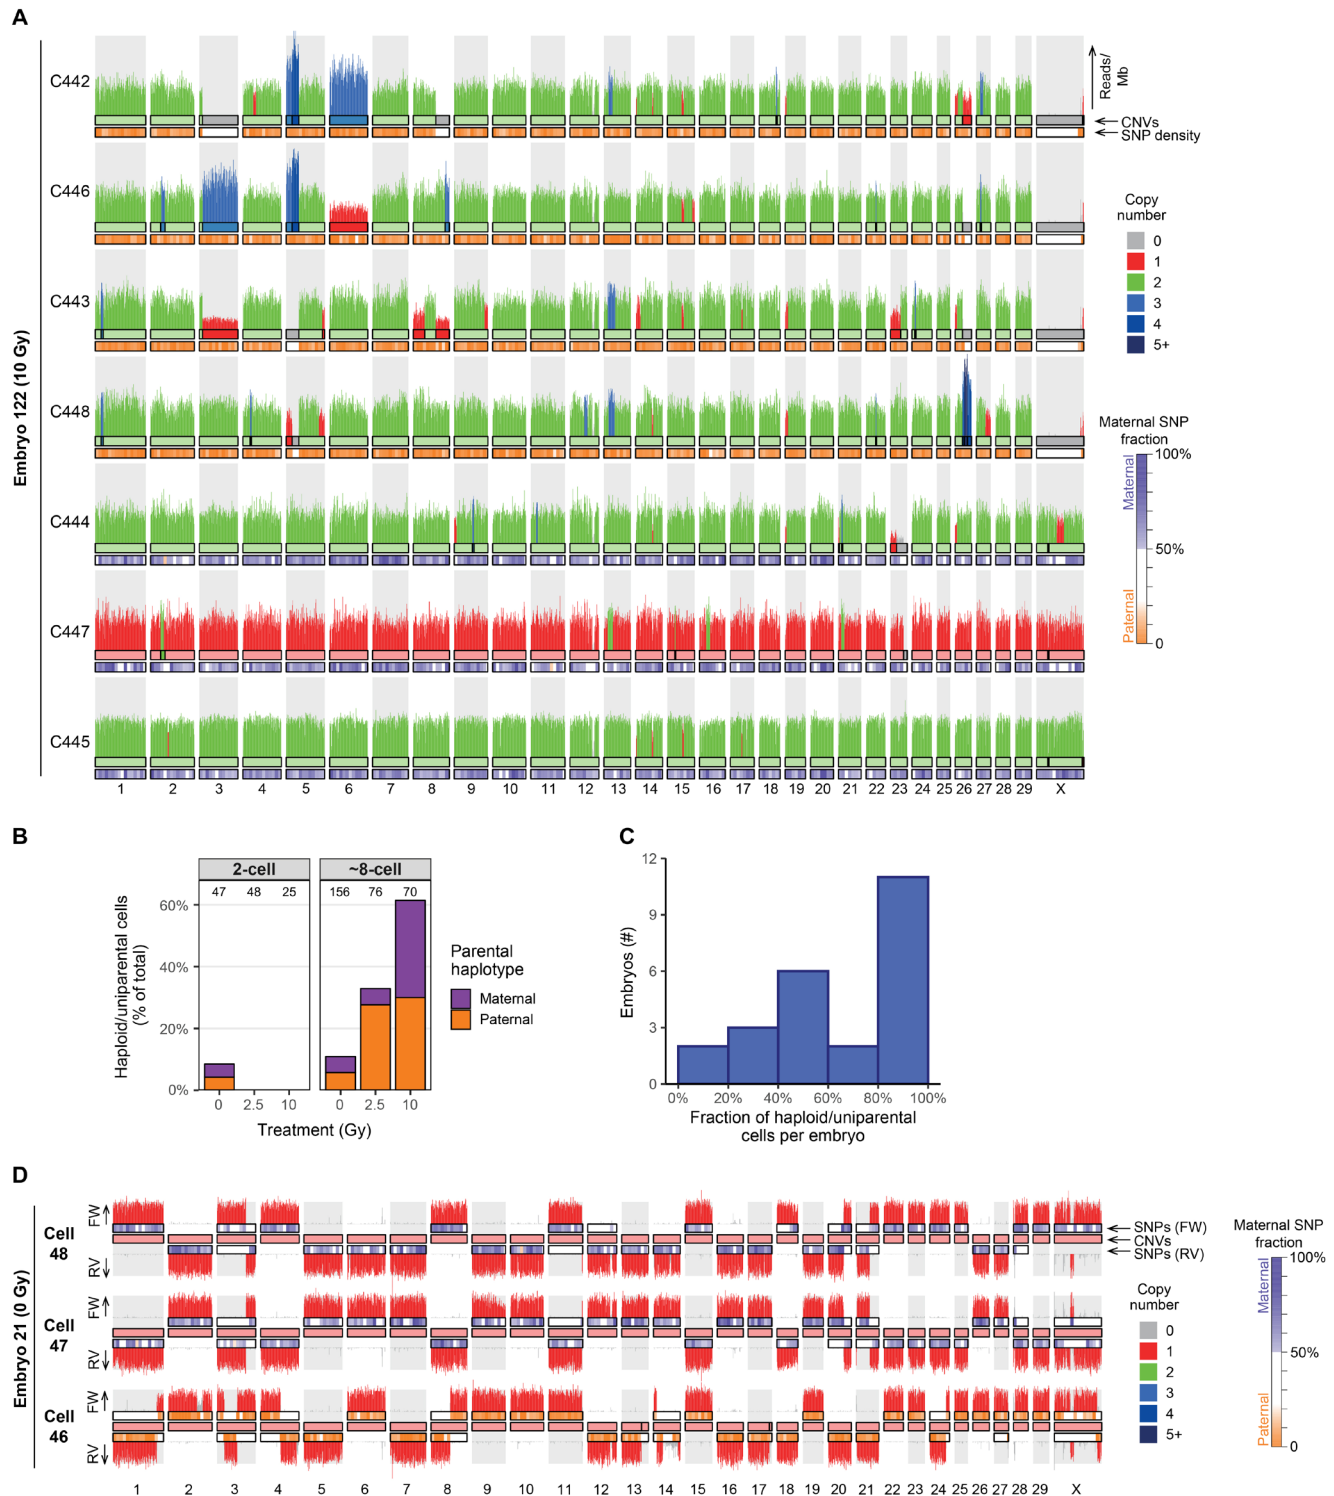 A
Embryo 122 (10 Gy)
C442
Reads/
Mb
CNVs
SNP density
C446
C443
C448
C444
C447
C445
Copy
number
0
1
2
3
4
5+
Maternal SNP
fraction
Maternal
Paternal
100%
50%
0
1 2 3 4 5 6 7 8 9 10 11 12 13 14 15 16 17 18 19 20 21 22 23 24 25 26 27 28 29 X
B
2-cell ~8-cell
47 48 25 156 76 70
Haploid/uniparental cells
(% of total)
60%
40%
20%
0%
0 2.5 10 0 2.5 10
Treatment (Gy)
Parental
haplotype
Maternal
Paternal
C
Embryos (#)
12
9
6
3
0
0% 20% 40% 60% 80% 100%
Fraction of haploid/uniparental
cells per embryo
D
Embryo 21 (0 Gy)
Cell
48
FW
RV
SNPs (FW)
CNVs
SNPs (RV)
Cell
47
FW
RV
Cell
46
FW
RV
1 2 3 4 5 6 7 8 9 10 11 12 13 14 15 16 17 18 19 20 21 22 23 24 25 26 27 28 29 X
Copy
number
0
1
2
3
4
5+
Maternal SNP
fraction
Maternal
Paternal
100%
50%
0